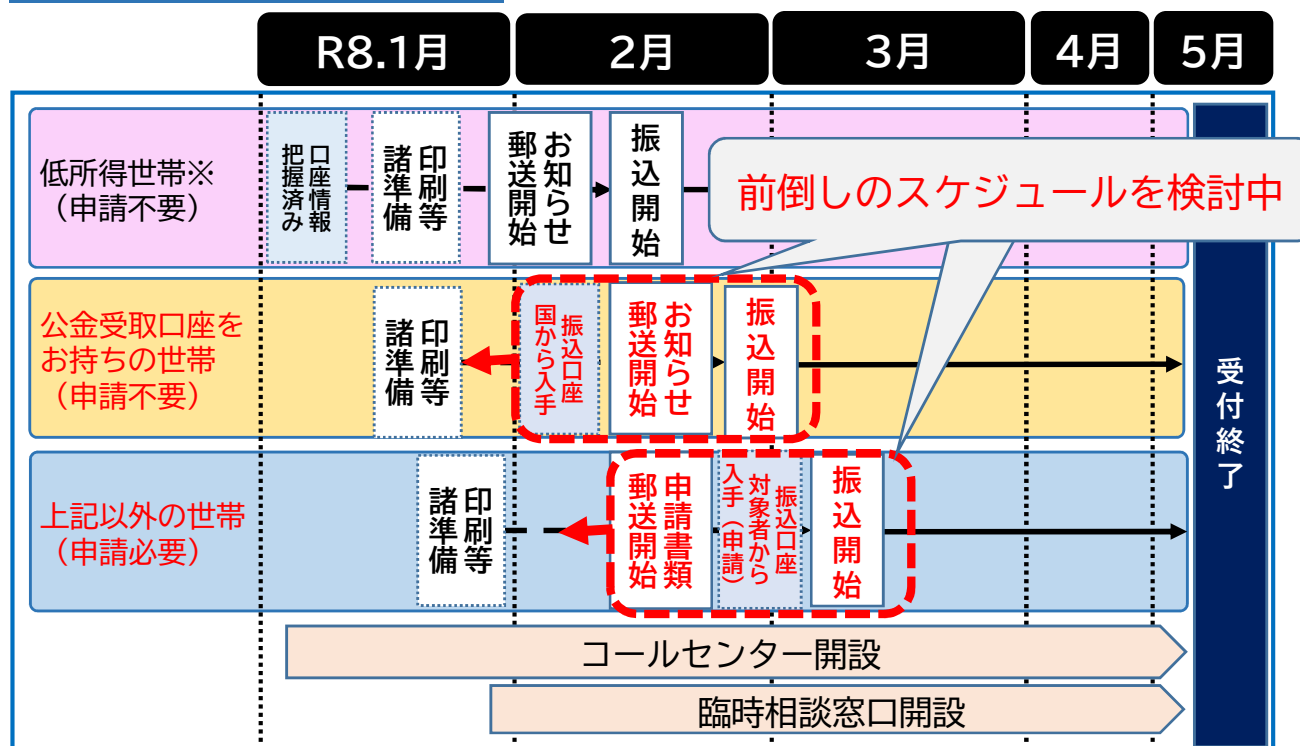 R8.1月
2月
3月
4月
5月
低所得世帯※
（申請不要）
口座情報
把握済み
印刷等
諸準備
お知らせ
郵送開始
振込開始
前倒しのスケジュールを検討中
公金受取口座を
お持ちの世帯
（申請不要）
印刷等
諸準備
振込口座
国から入手
お知らせ
郵送開始
振込開始
上記以外の世帯
（申請必要）
印刷等
諸準備
申請書類
郵送開始
振込口座
対象者から
入手（申請）
振込開始
受付終了
コールセンター開設
臨時相談窓口開設